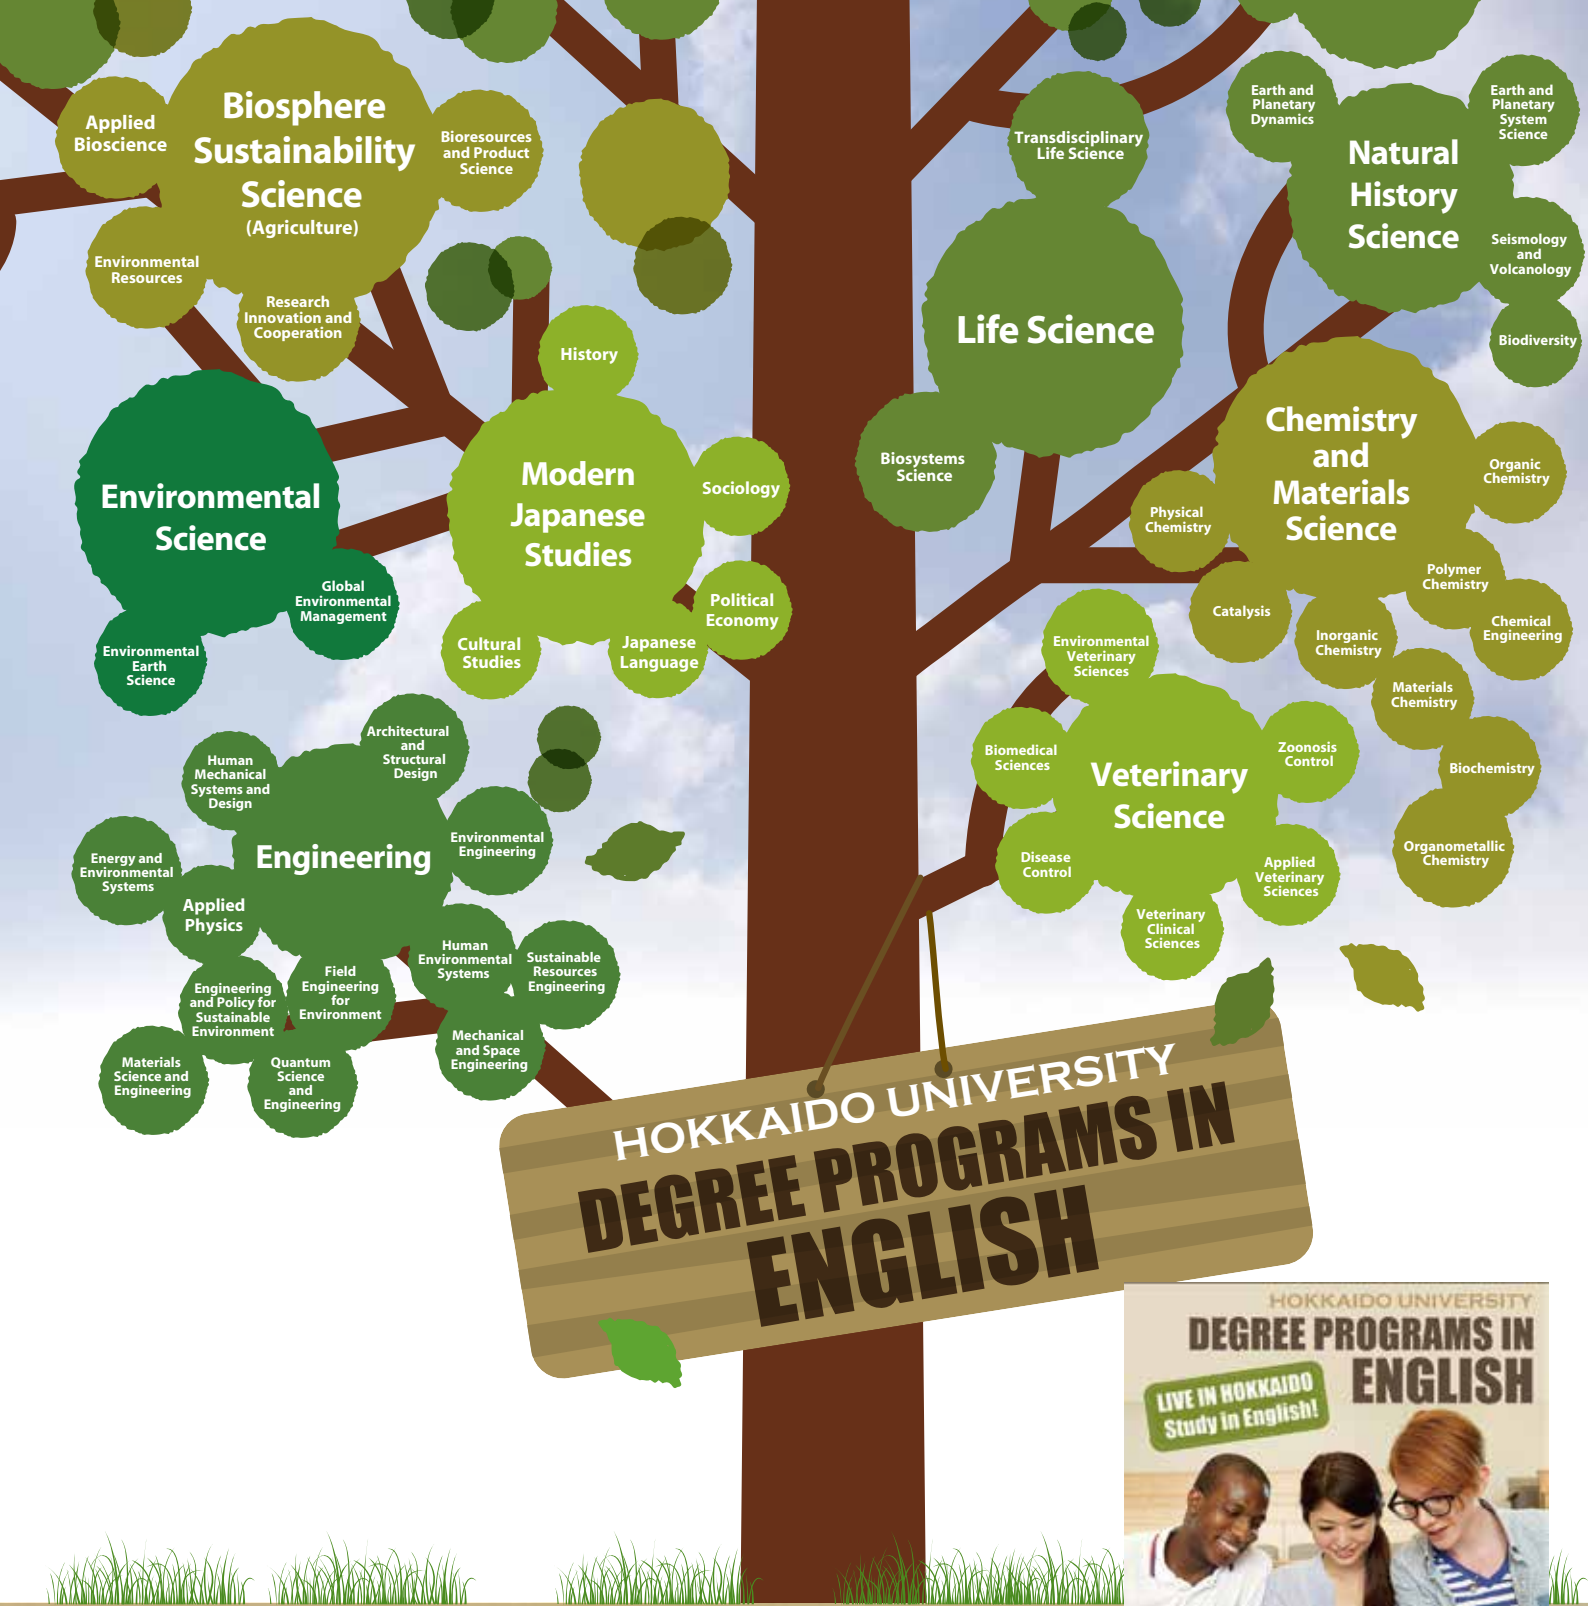 Biosphere
Sustainability
Science
(Agriculture)
Applied
Bioscience
Bioresources
and Product
Science
Environmental
Resources
Research
Innovation and
Cooperation
Environmental
Science
Global
Environmental
Management
Environmental
Earth
Science
Modern
Japanese
Studies
History
Sociology
Political
Economy
Japanese
Language
Cultural
Studies
Engineering
Architectural
and
Structural
Design
Human
Mechanical
Systems and
Design
Energy and
Environmental
Systems
Applied
Physics
Environmental
Engineering
Human
Environmental
Systems
Sustainable
Resources
Engineering
Field
Engineering
for
Environment
Engineering
and Policy for
Sustainable
Environment
Mechanical
and Space
Engineering
Materials
Science and
Engineering
Quantum
Science
and
Engineering
Life Science
Transdisciplinary
Life Science
Biosystems
Science
Natural
History
Science
Earth and
Planetary
Dynamics
Earth and
Planetary
System
Science
Seismology
and
Volcanology
Biodiversity
Chemistry
and
Materials
Science
Organic
Chemistry
Physical
Chemistry
Polymer
Chemistry
Catalysis
Inorganic
Chemistry
Chemical
Engineering
Materials
Chemistry
Biochemistry
Organometallic
Chemistry
Veterinary
Science
Environmental
Veterinary
Sciences
Biomedical
Sciences
Zoonosis
Control
Disease
Control
Applied
Veterinary
Sciences
Veterinary
Clinical
Sciences
HOKKAIDO UNIVERSITY
DEGREE PROGRAMS IN
ENGLISH
HOKKAIDO UNIVERSITY
DEGREE PROGRAMS IN
ENGLISH
LIVE IN HOKKAIDO
Study in English!